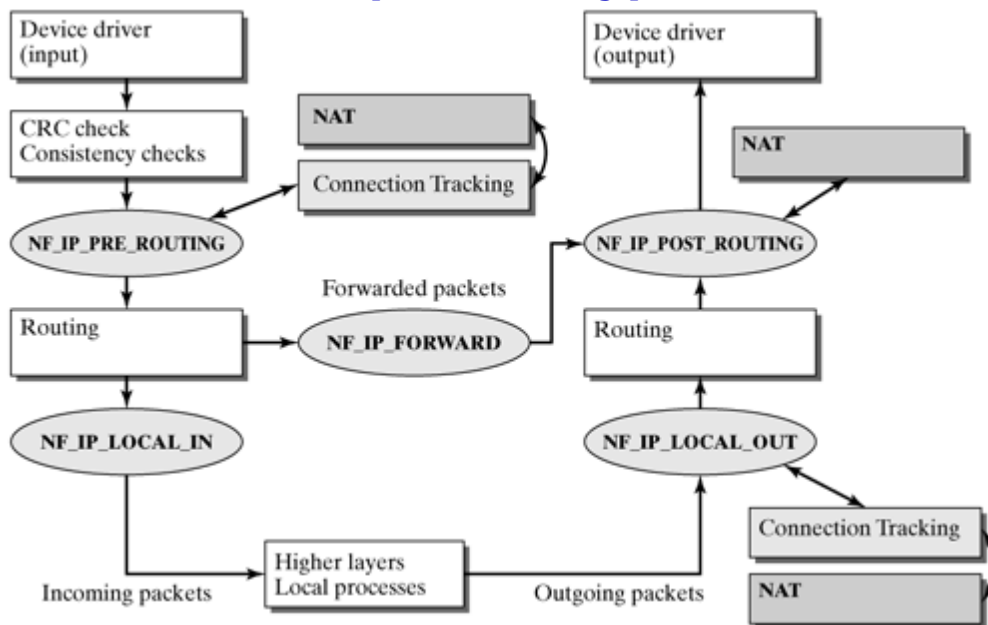 Device driver
(input)
Device driver
(output)
CRC check
Consistency checks
NAT
Connection Tracking
NAT
NF_IP_PRE_ROUTING
NF_IP_POST_ROUTING
Forwarded packets
Routing
NF_IP_FORWARD
Routing
NF_IP_LOCAL_IN
NF_IP_LOCAL_OUT
Connection Tracking
Higher layers
Local processes
Incoming packets
Outgoing packets
NAT